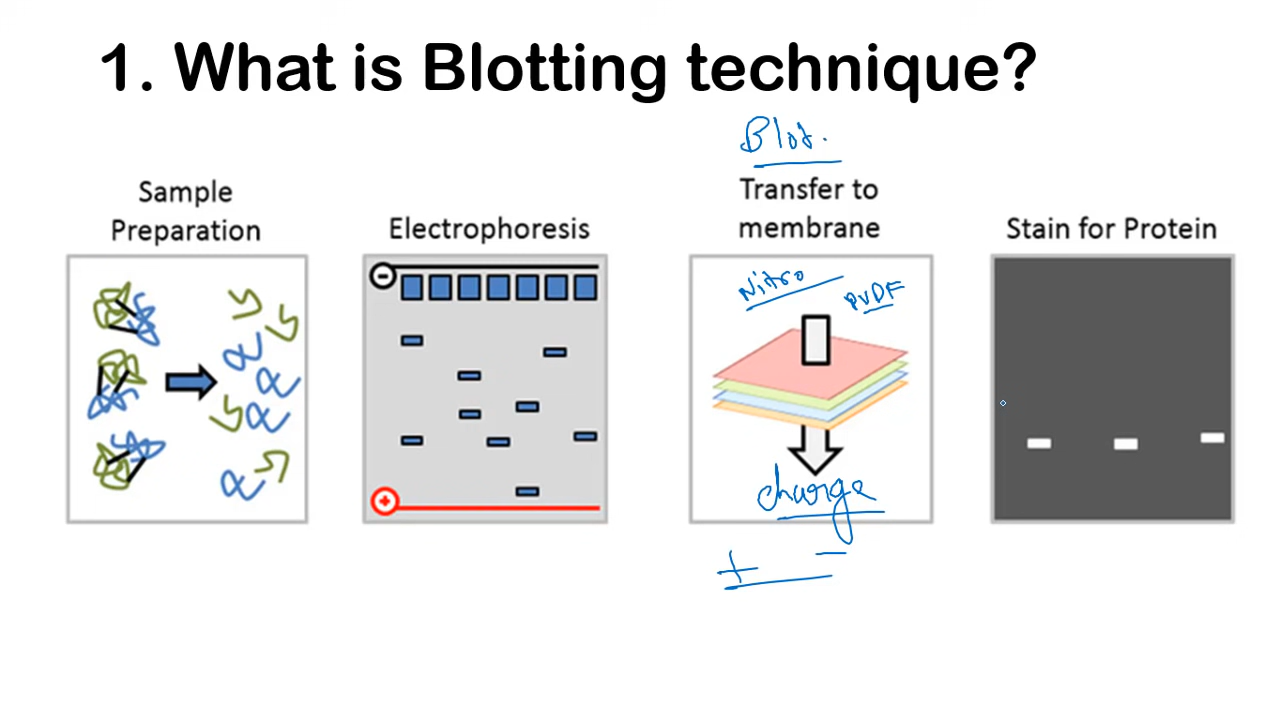 1. What is Blotting technique?
Blot.
Sample
Preparation
Electrophoresis
Transfer to
membrane
Stain for Protein
−
Nitro
PVDF
+
charge
+ −